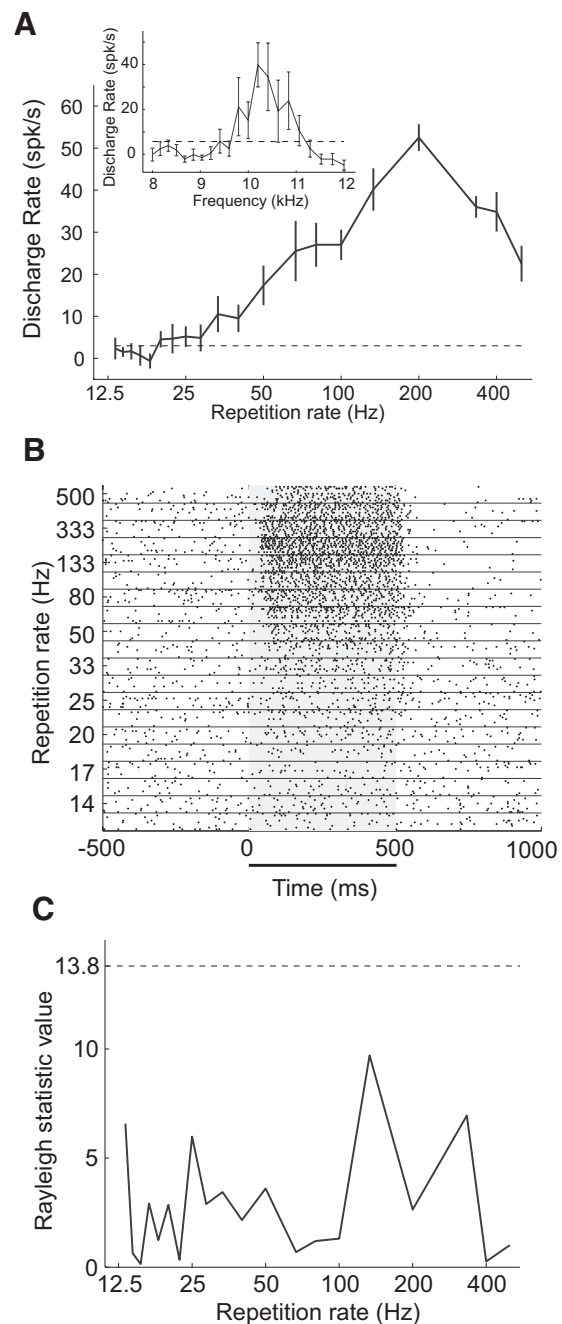 A
Discharge Rate (spk/s)
40
20
0
8 9 10 11 12
Frequency (kHz)
Discharge Rate (spk/s)
60
50
40
30
20
10
0
12.5 25 50 100 200 400
Repetition rate (Hz)
B
Repetition rate (Hz)
500
333
133
80
50
33
25
20
17
14
-500 0 500 1000
Time (ms)
C
Rayleigh statistic value
13.8
10
5
0
12.5 25 50 100 200 400
Repetition rate (Hz)